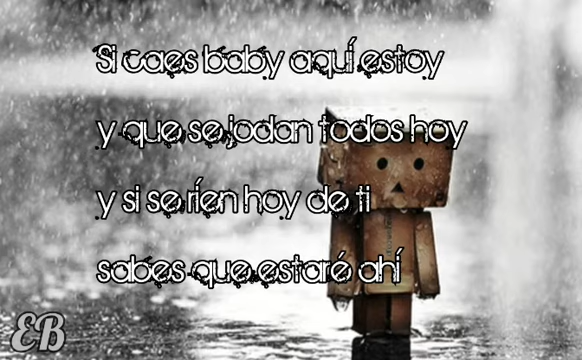 Si caes baby aquí estoy
y que se jodan todos hoy
y si se ríen hoy de ti
sabes que estaré ahí
EB